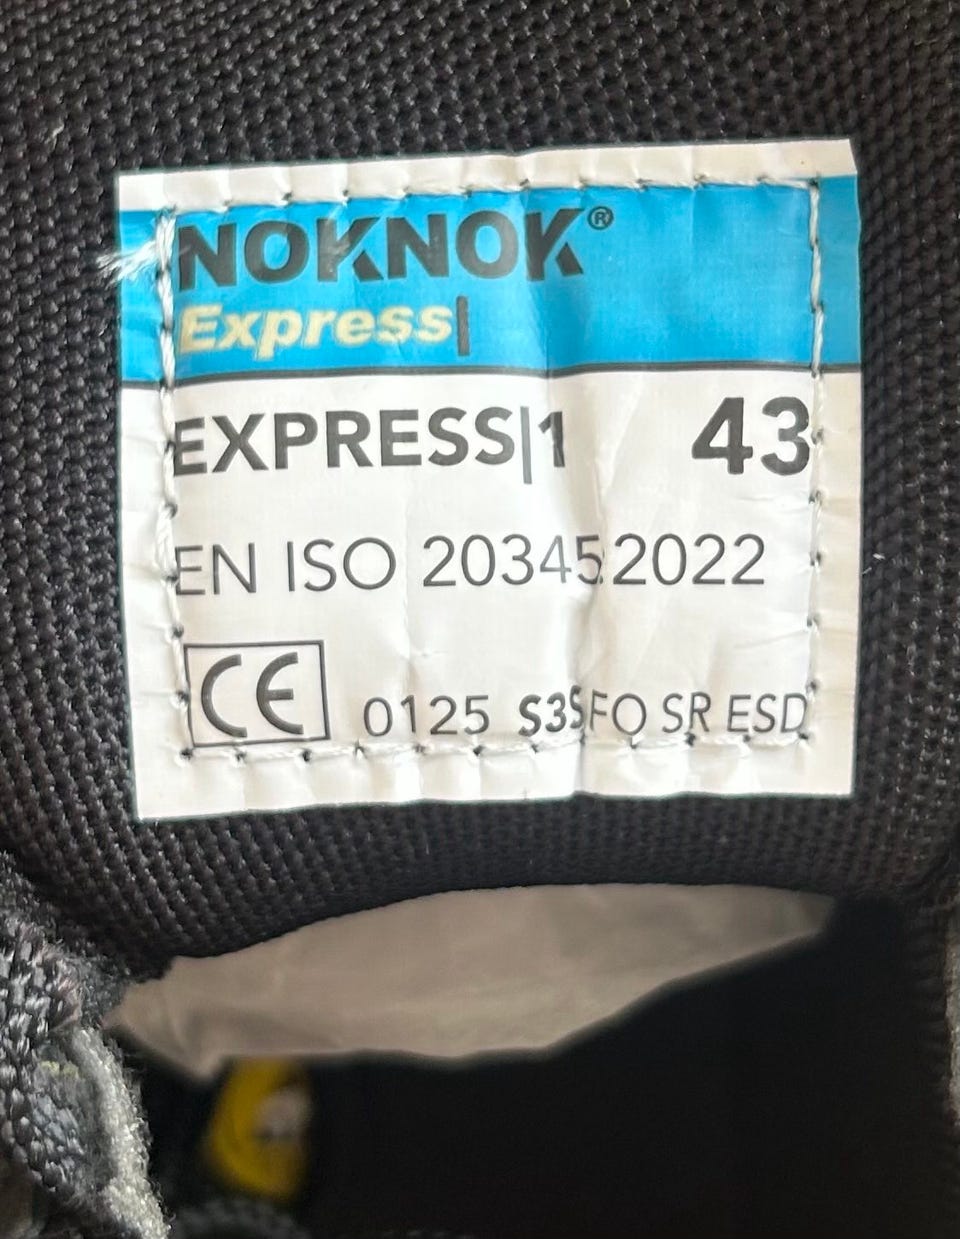 NOKNOK®
Express|
EXPRESS|1 43
EN ISO 20345:2022
CE 0125 S3S FO SR ESD